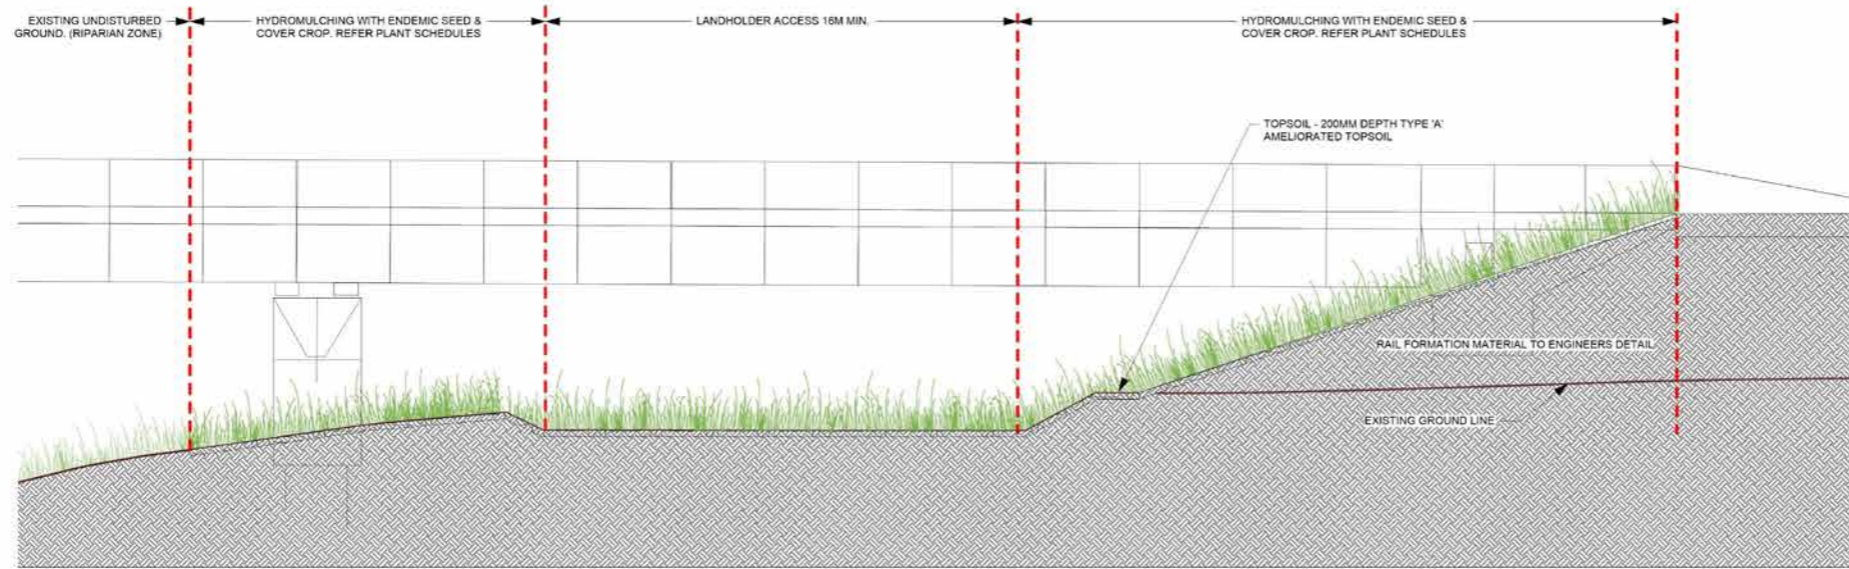 EXISTING UNDISTURBED
GROUND. (RIPARIAN ZONE)
HYDROMULCHING WITH ENDEMIC SEED &
COVER CROP. REFER PLANT SCHEDULES
LANDHOLDER ACCESS 16M MIN.
HYDROMULCHING WITH ENDEMIC SEED &
COVER CROP. REFER PLANT SCHEDULES
TOPSOIL - 200MM DEPTH TYPE 'A'
AMELIORATED TOPSOIL
RAIL FORMATION MATERIAL TO ENGINEERS DETAIL
EXISTING GROUND LINE